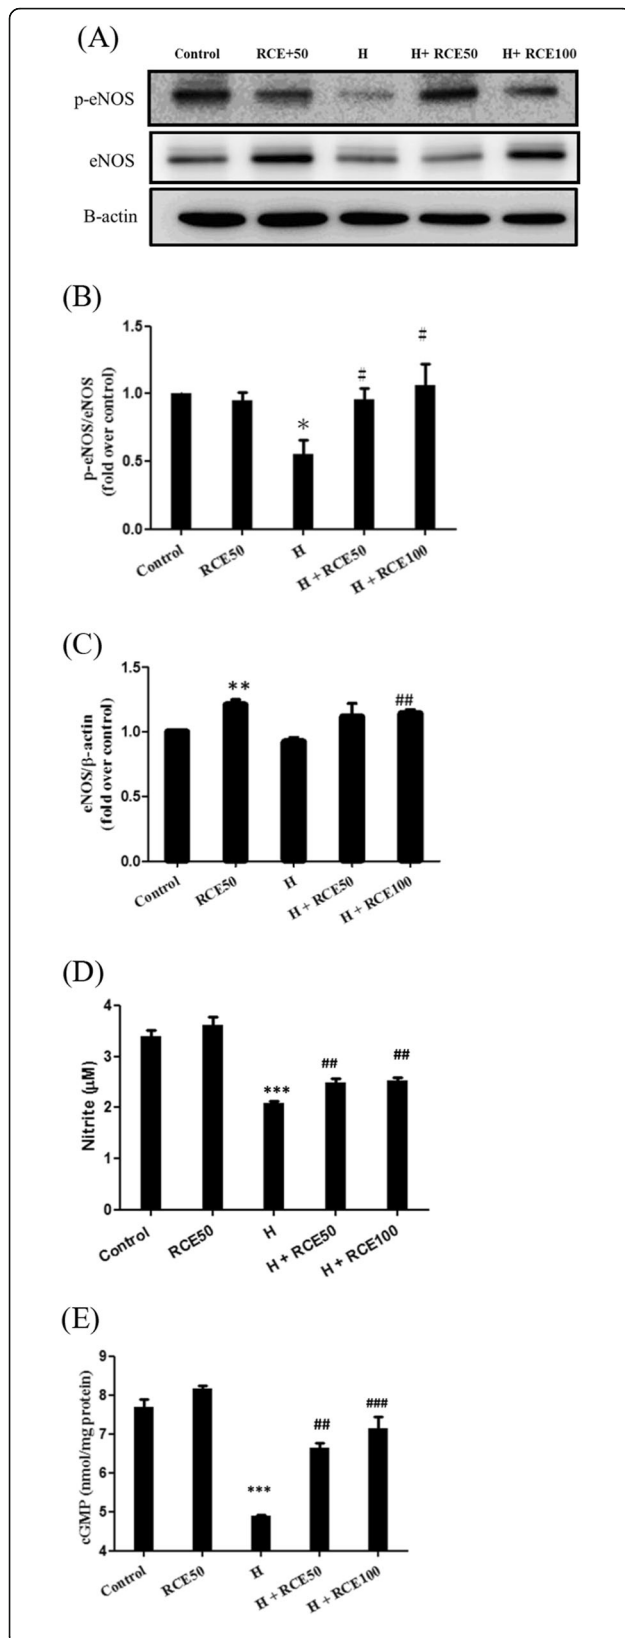 (A)
Control RCE+50 H H+ RCE50 H+ RCE100
p-eNOS
eNOS
B-actin
(B)
p-eNOS/eNOS
(fold over control)
1.5
1.0
0.5
0.0
*
#
#
Control RCE50 H H + RCE50 H + RCE100
(C)
eNOS/β-actin
(fold over control)
1.5
1.0
0.5
0.0
**
##
Control RCE50 H H + RCE50 H + RCE100
(D)
Nitrite (μM)
4
3
2
1
0
***
##
##
Control RCE50 H H + RCE50 H + RCE100
(E)
cGMP (nmol/mg protein)
9
8
7
6
5
4
***
##
###
Control RCE50 H H + RCE50 H + RCE100